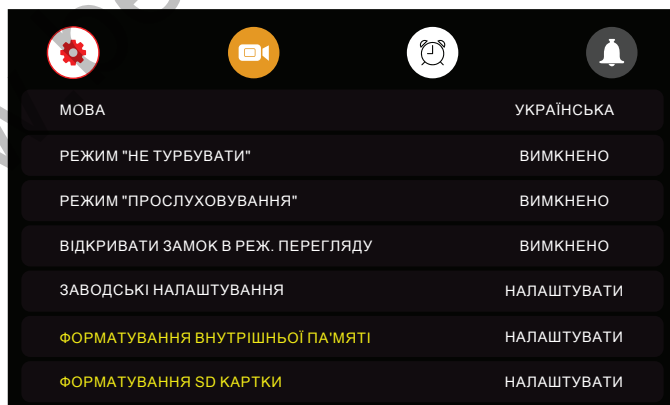 МОВА УКРАЇНСЬКА
РЕЖИМ "НЕ ТУРБУВАТИ" ВИМКНЕНО
РЕЖИМ "ПРОСЛУХОВУВАННЯ" ВИМКНЕНО
ВІДКРИВАТИ ЗАМОК В РЕЖ. ПЕРЕГЛЯДУ ВИМКНЕНО
ЗАВОДСЬКІ НАЛАШТУВАННЯ НАЛАШТУВАТИ
ФОРМАТУВАННЯ ВНУТРІШНЬОЇ ПА'МЯТІ НАЛАШТУВАТИ
ФОРМАТУВАННЯ SD КАРТКИ НАЛАШТУВАТИ